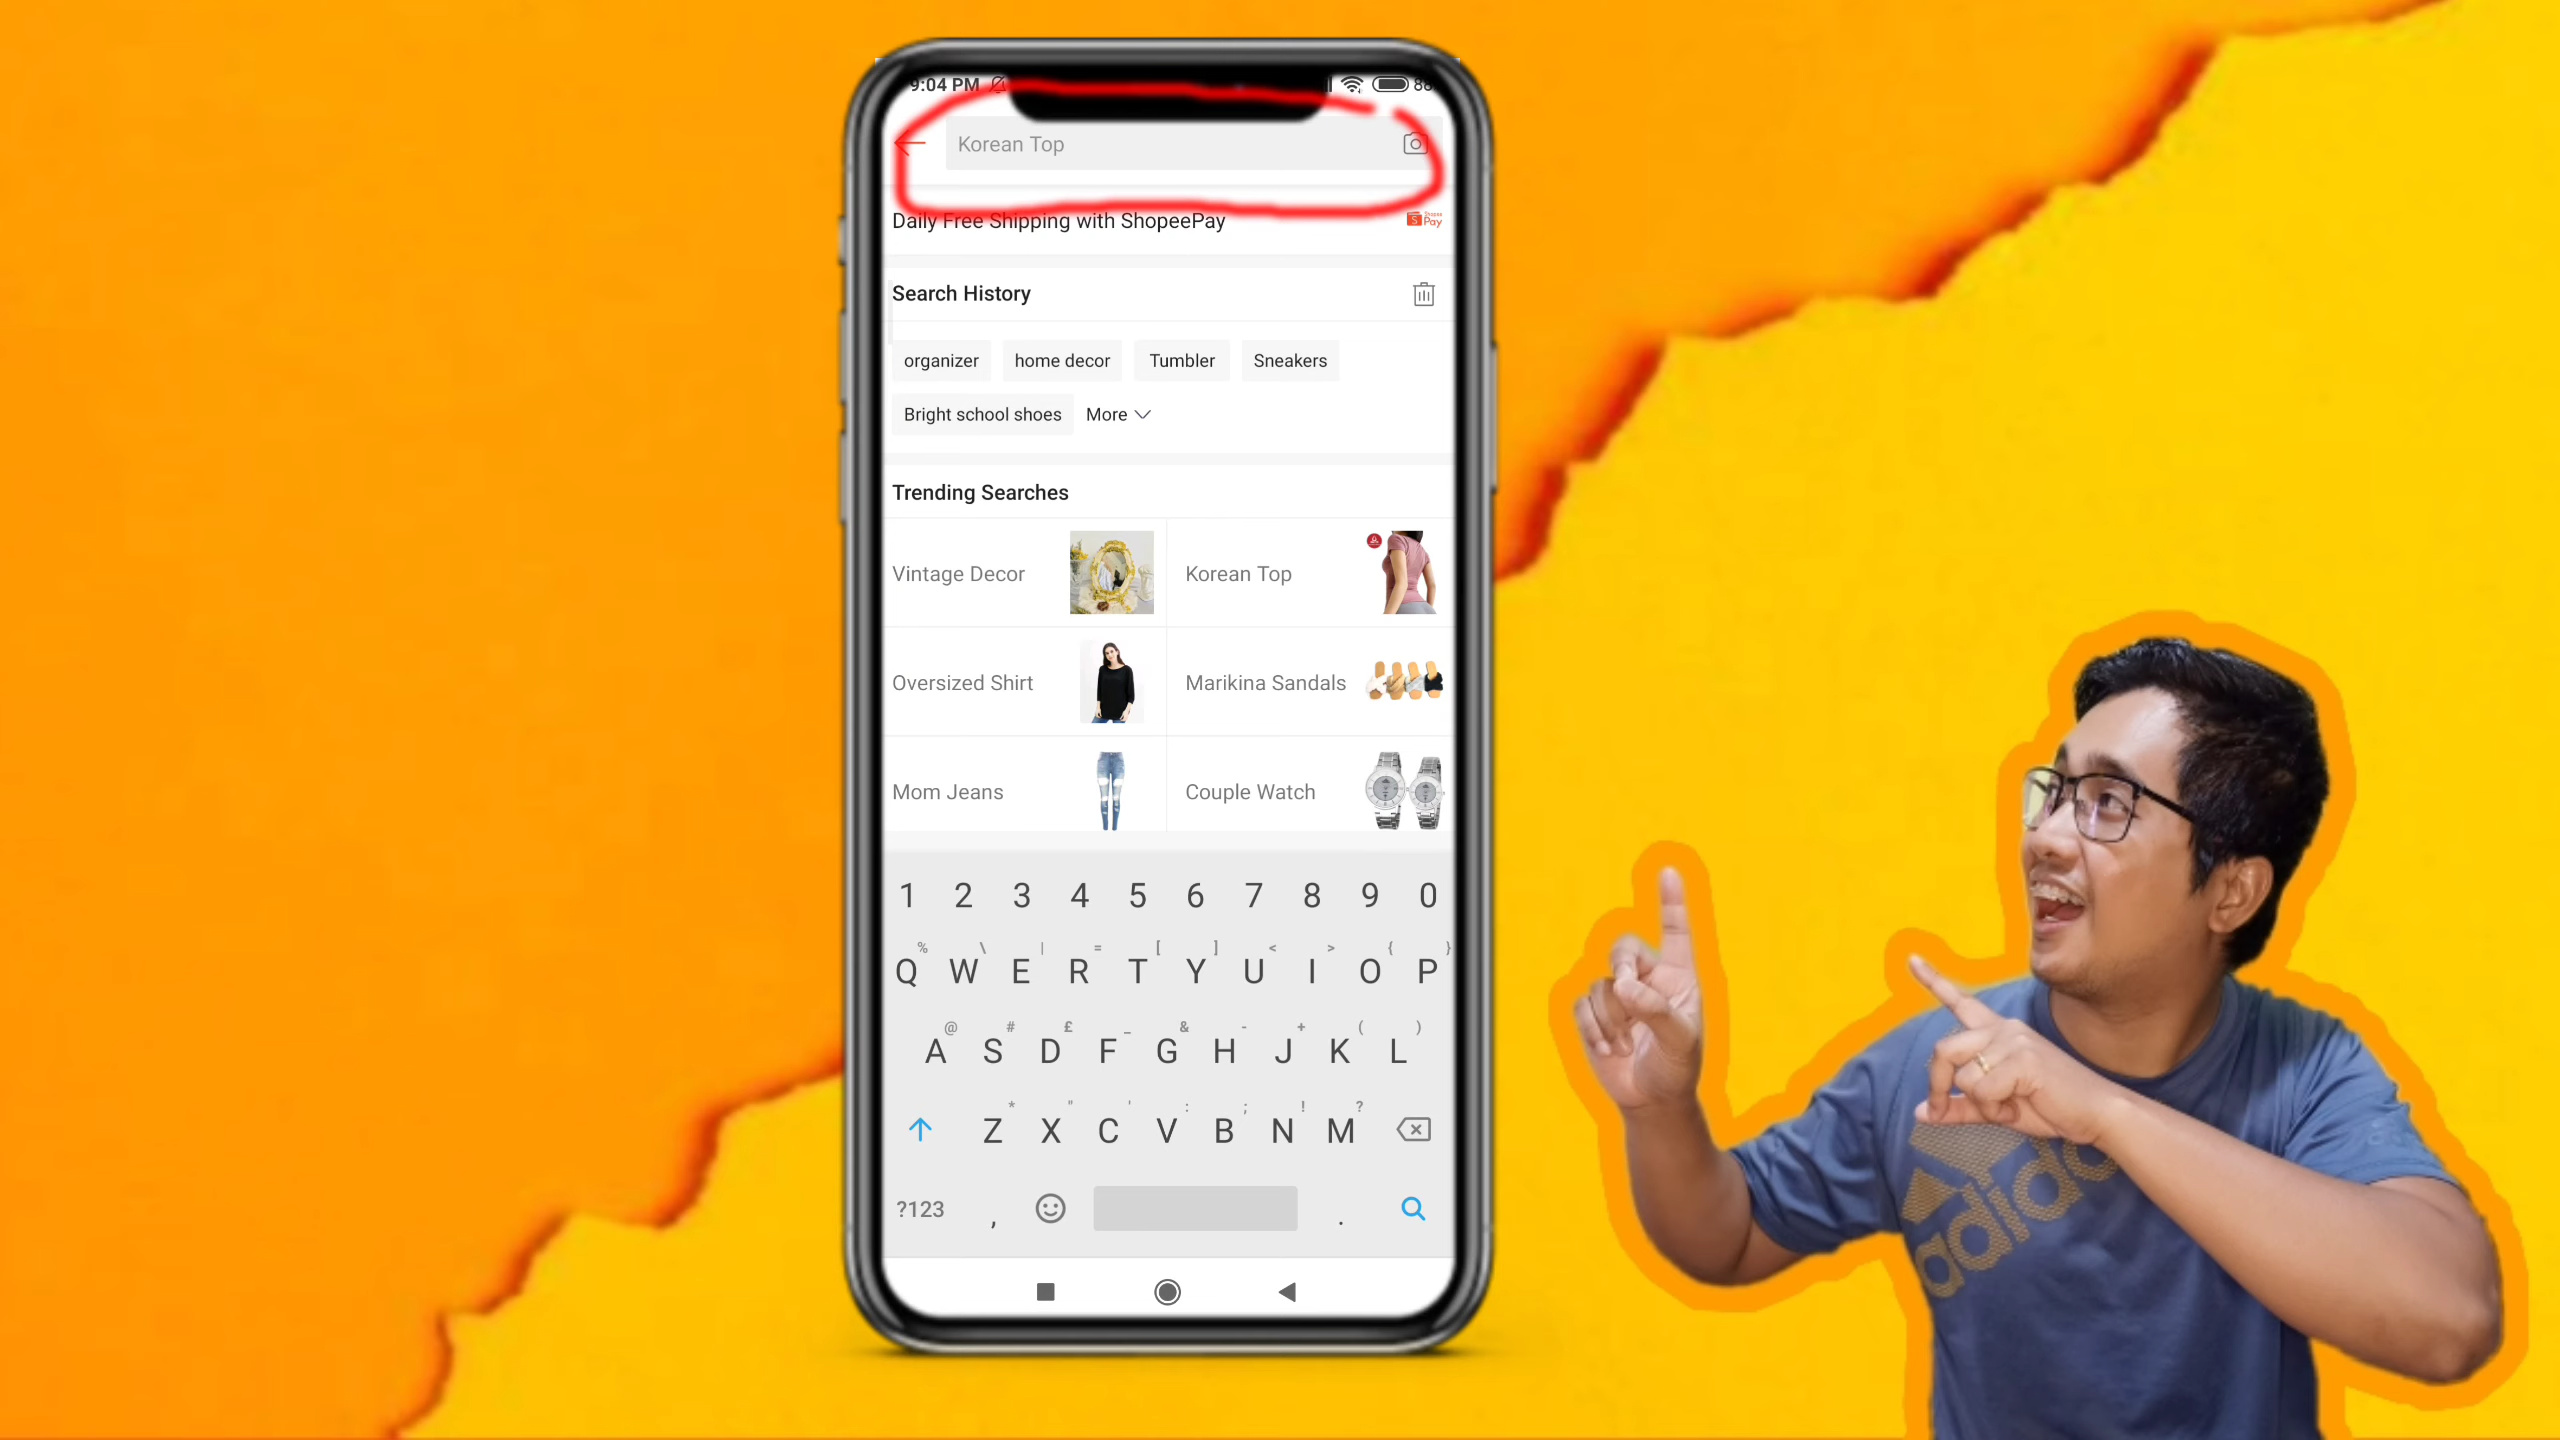 9:04 PM
Korean Top
Daily Free Shipping with ShopeePay
Shopee
Pay
Search History
organizer home decor Tumbler Sneakers
Bright school shoes More
Trending Searches
Vintage Decor Korean Top
Oversized Shirt Marikina Sandals
Mom Jeans Couple Watch
1 2 3 4 5 6 7 8 9 0
% \ | = [ ] < > { }
Q W E R T Y U I O P
@ # £ _ & - + ( )
A S D F G H J K L
* " ' : ; ! ?
Z X C V B N M
?123 , .
adidas